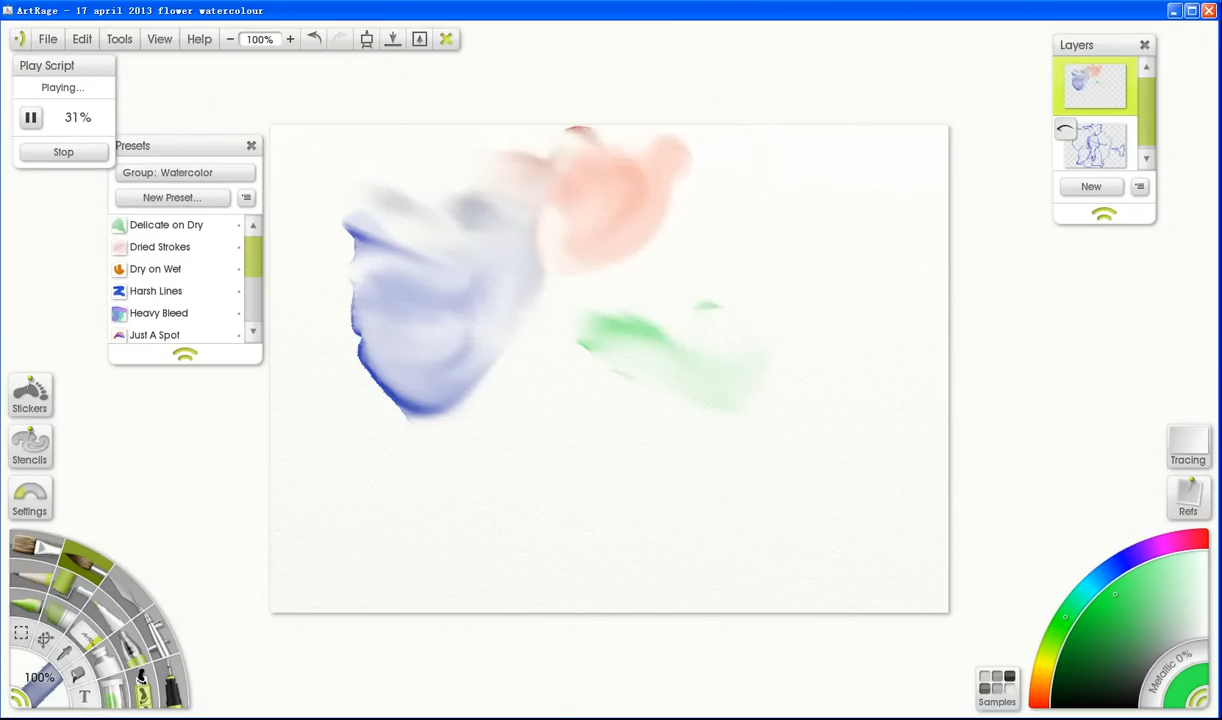 ArtRage - 17 april 2013 flower watercolour
File Edit Tools View Help 100%
Play Script
Playing...
31%
Stop
Presets
Group: Watercolor
New Preset...
Delicate on Dry
Dried Strokes
Dry on Wet
Harsh Lines
Heavy Bleed
Just A Spot
Layers
New
Stickers
Stencils
Settings
100%
T
Tracing
Refs
Metallic 0%
Samples